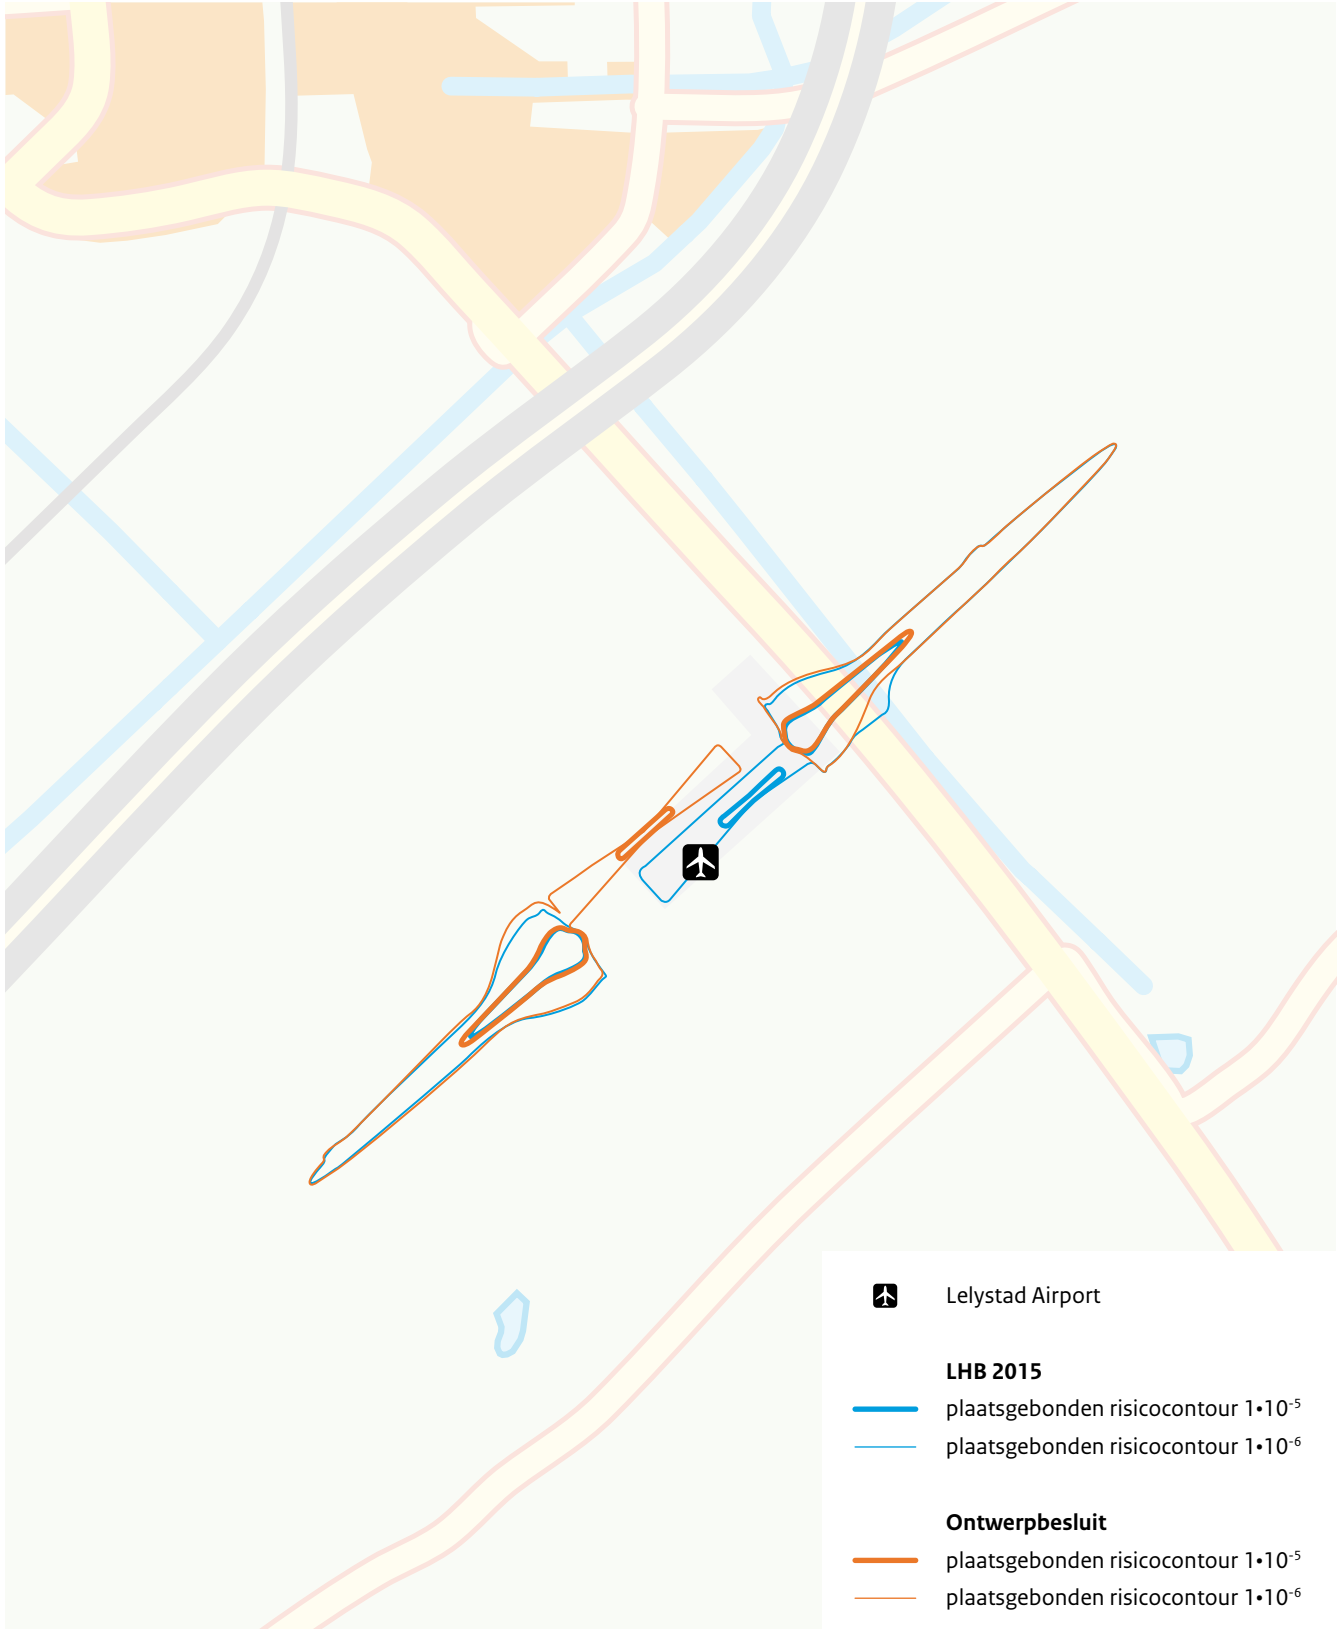 Lelystad Airport
LHB 2015
plaatsgebonden risicocontour 1•10⁻⁵
plaatsgebonden risicocontour 1•10⁻⁶
Ontwerpbesluit
plaatsgebonden risicocontour 1•10⁻⁵
plaatsgebonden risicocontour 1•10⁻⁶